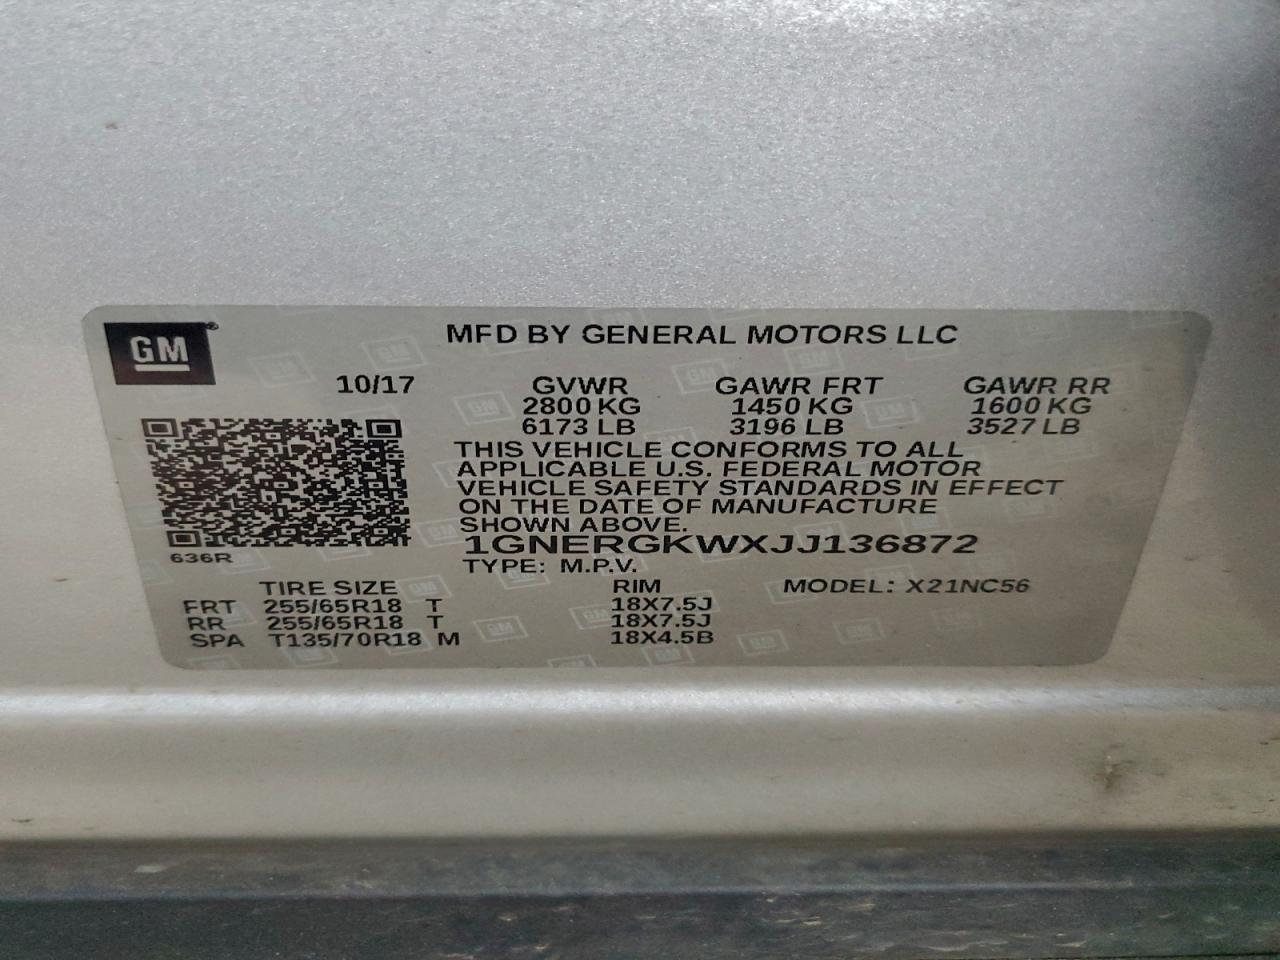 GM
MFD BY GENERAL MOTORS LLC
10/17 GVWR GAWR FRT GAWR RR
2800 KG 1450 KG 1600 KG
6173 LB 3196 LB 3527 LB
THIS VEHICLE CONFORMS TO ALL
APPLICABLE U.S. FEDERAL MOTOR
VEHICLE SAFETY STANDARDS IN EFFECT
ON THE DATE OF MANUFACTURE
SHOWN ABOVE.
1GNERGKWXJJ136872
636R
TYPE: M.P.V.
TIRE SIZE RIM MODEL: X21NC56
FRT 255/65R18 T 18X7.5J
RR 255/65R18 T 18X7.5J
SPA T135/70R18 M 18X4.5B